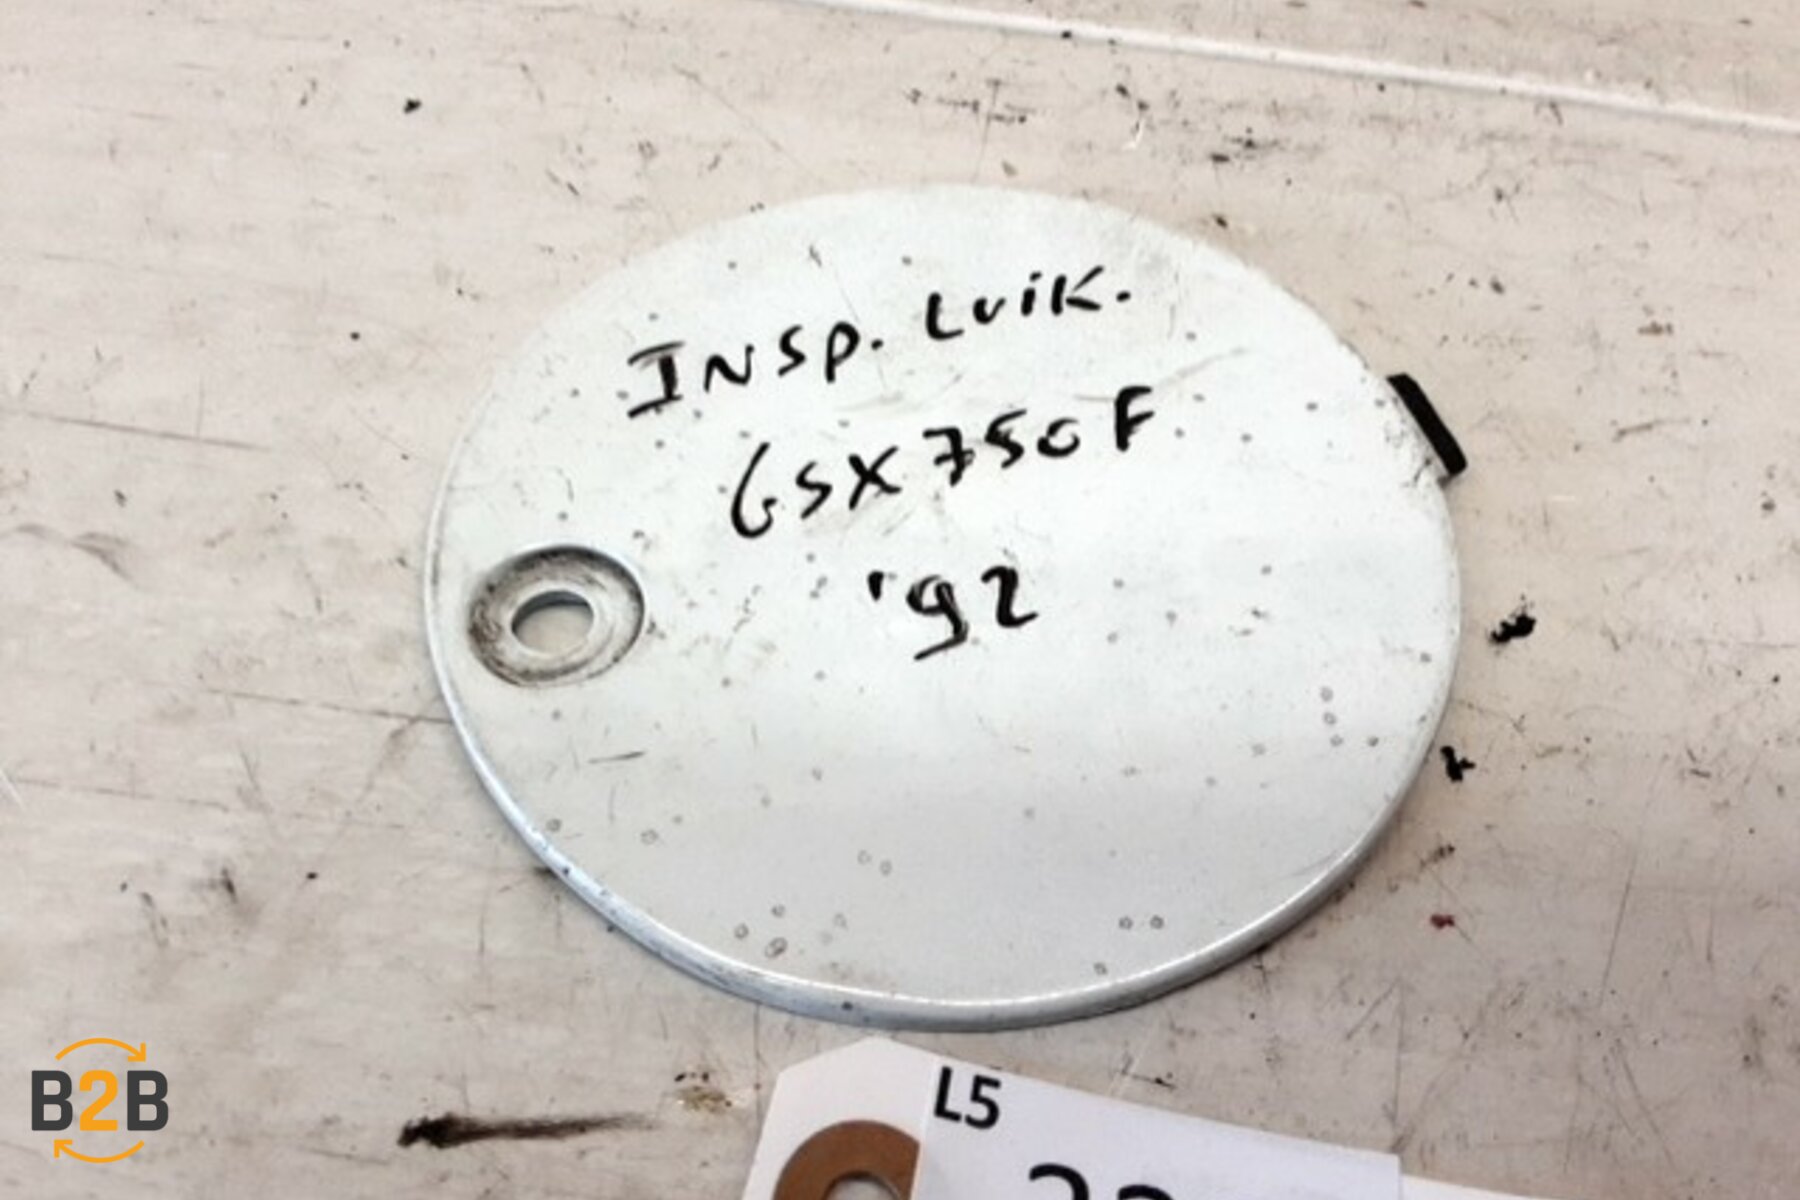 INSP. LUIK.
GSX750F
'92
L5
B2B